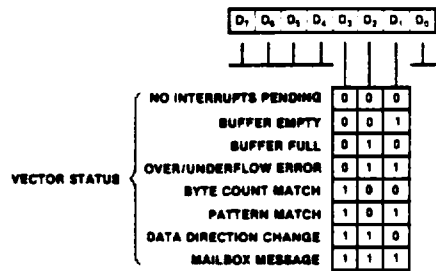 D7 D6 D5 D4 D3 D2 D1 D0
NO INTERRUPTS PENDING 0 0 0
BUFFER EMPTY 0 0 1
BUFFER FULL 0 1 0
OVER/UNDERFLOW ERROR 0 1 1
VECTOR STATUS
BYTE COUNT MATCH 1 0 0
PATTERN MATCH 1 0 1
DATA DIRECTION CHANGE 1 1 0
MAILBOX MESSAGE 1 1 1